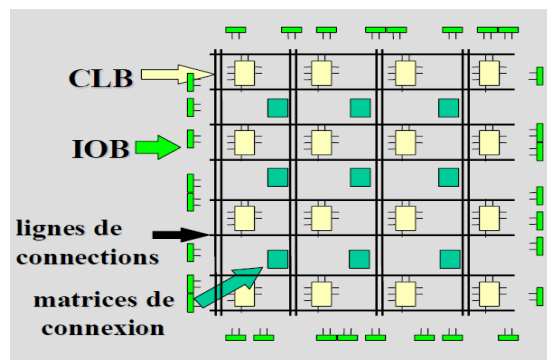 CLB
IOB
lignes de
connections
matrices de
connexion